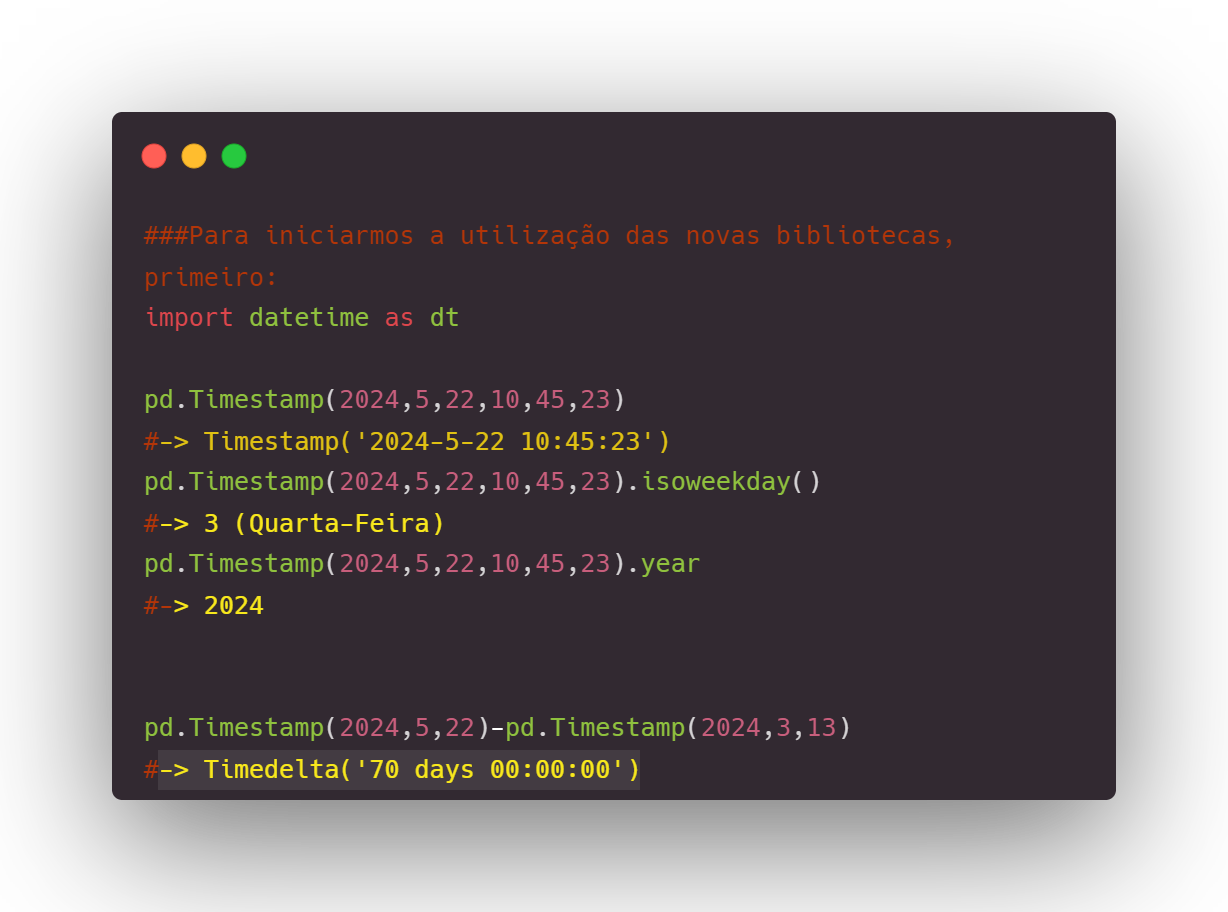 ###Para iniciarmos a utilização das novas bibliotecas,
primeiro:
import datetime as dt
pd.Timestamp(2024,5,22,10,45,23)
#-> Timestamp('2024-5-22 10:45:23')
pd.Timestamp(2024,5,22,10,45,23).isoweekday()
#-> 3 (Quarta-Feira)
pd.Timestamp(2024,5,22,10,45,23).year
#-> 2024
pd.Timestamp(2024,5,22)-pd.Timestamp(2024,3,13)
#-> Timedelta('70 days 00:00:00')